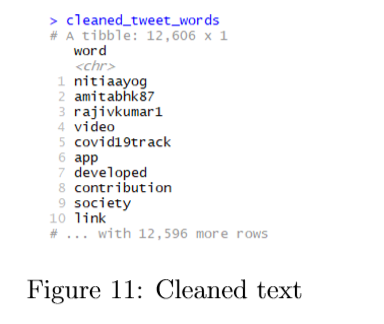 > cleaned_tweet_words
# A tibble: 12,606 x 1
word
<chr>
1 nitiaayog
2 amitabhk87
3 rajivkumar1
4 video
5 covid19track
6 app
7 developed
8 contribution
9 society
10 link
# ... with 12,596 more rows
Figure 11: Cleaned text